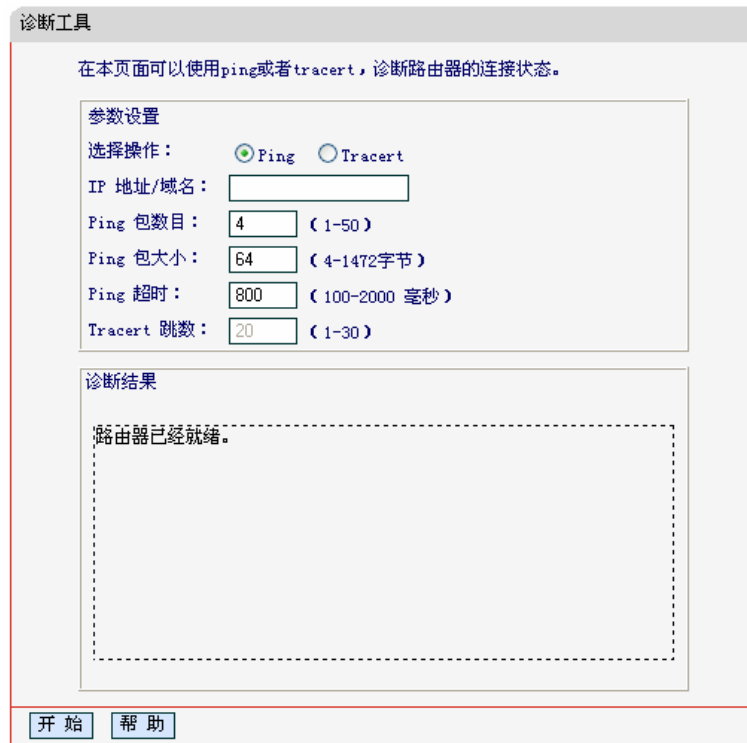 诊断工具
在本页面可以使用ping或者tracert，诊断路由器的连接状态。
参数设置
选择操作： Ping Tracert
IP 地址/域名：
Ping 包数目： 4 （1-50）
Ping 包大小： 64 （4-1472字节）
Ping 超时： 800 （100-2000 毫秒）
Tracert 跳数： 20 （1-30）
诊断结果
路由器已经就绪。
开 始 帮 助